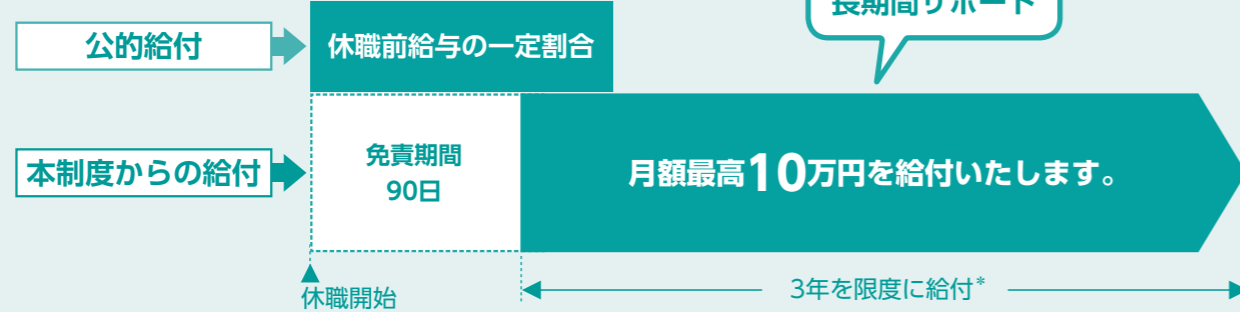 長期間サポート
公的給付
休職前給与の一定割合
本制度からの給付
免責期間
90日
月額最高10万円を給付いたします。
休職開始
3年を限度に給付*